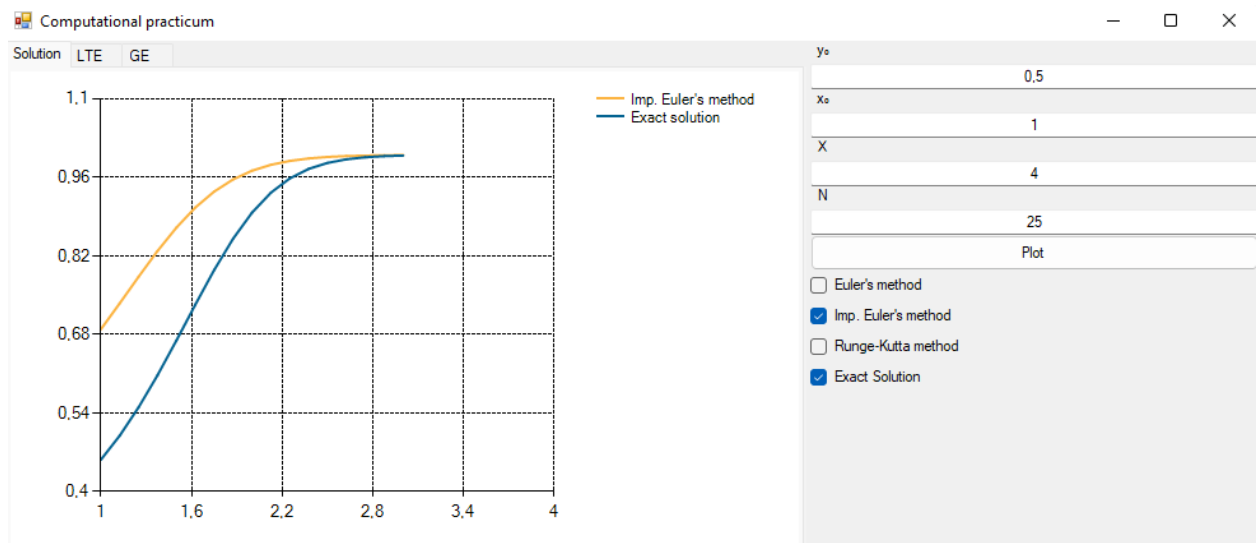 Computational practicum
Solution LTE GE
Imp. Euler's method
Exact solution
1,1
0,96
0,82
0,68
0,54
0,4
1 1,6 2,2 2,8 3,4 4
y₀
0,5
x₀
1
X
4
N
25
Plot
Euler's method
Imp. Euler's method
Runge-Kutta method
Exact Solution